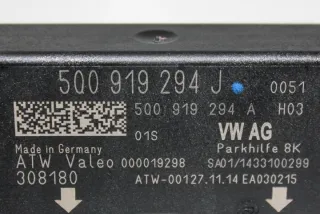 5Q0 919 294 J 0051
5Q0 919 294 A H03
01S VW AG
Made in Germany Parkhilfe 8K
ATW Valeo 000019298 SA01/1433100299
308180 ATW-00127.11.14 EA030215